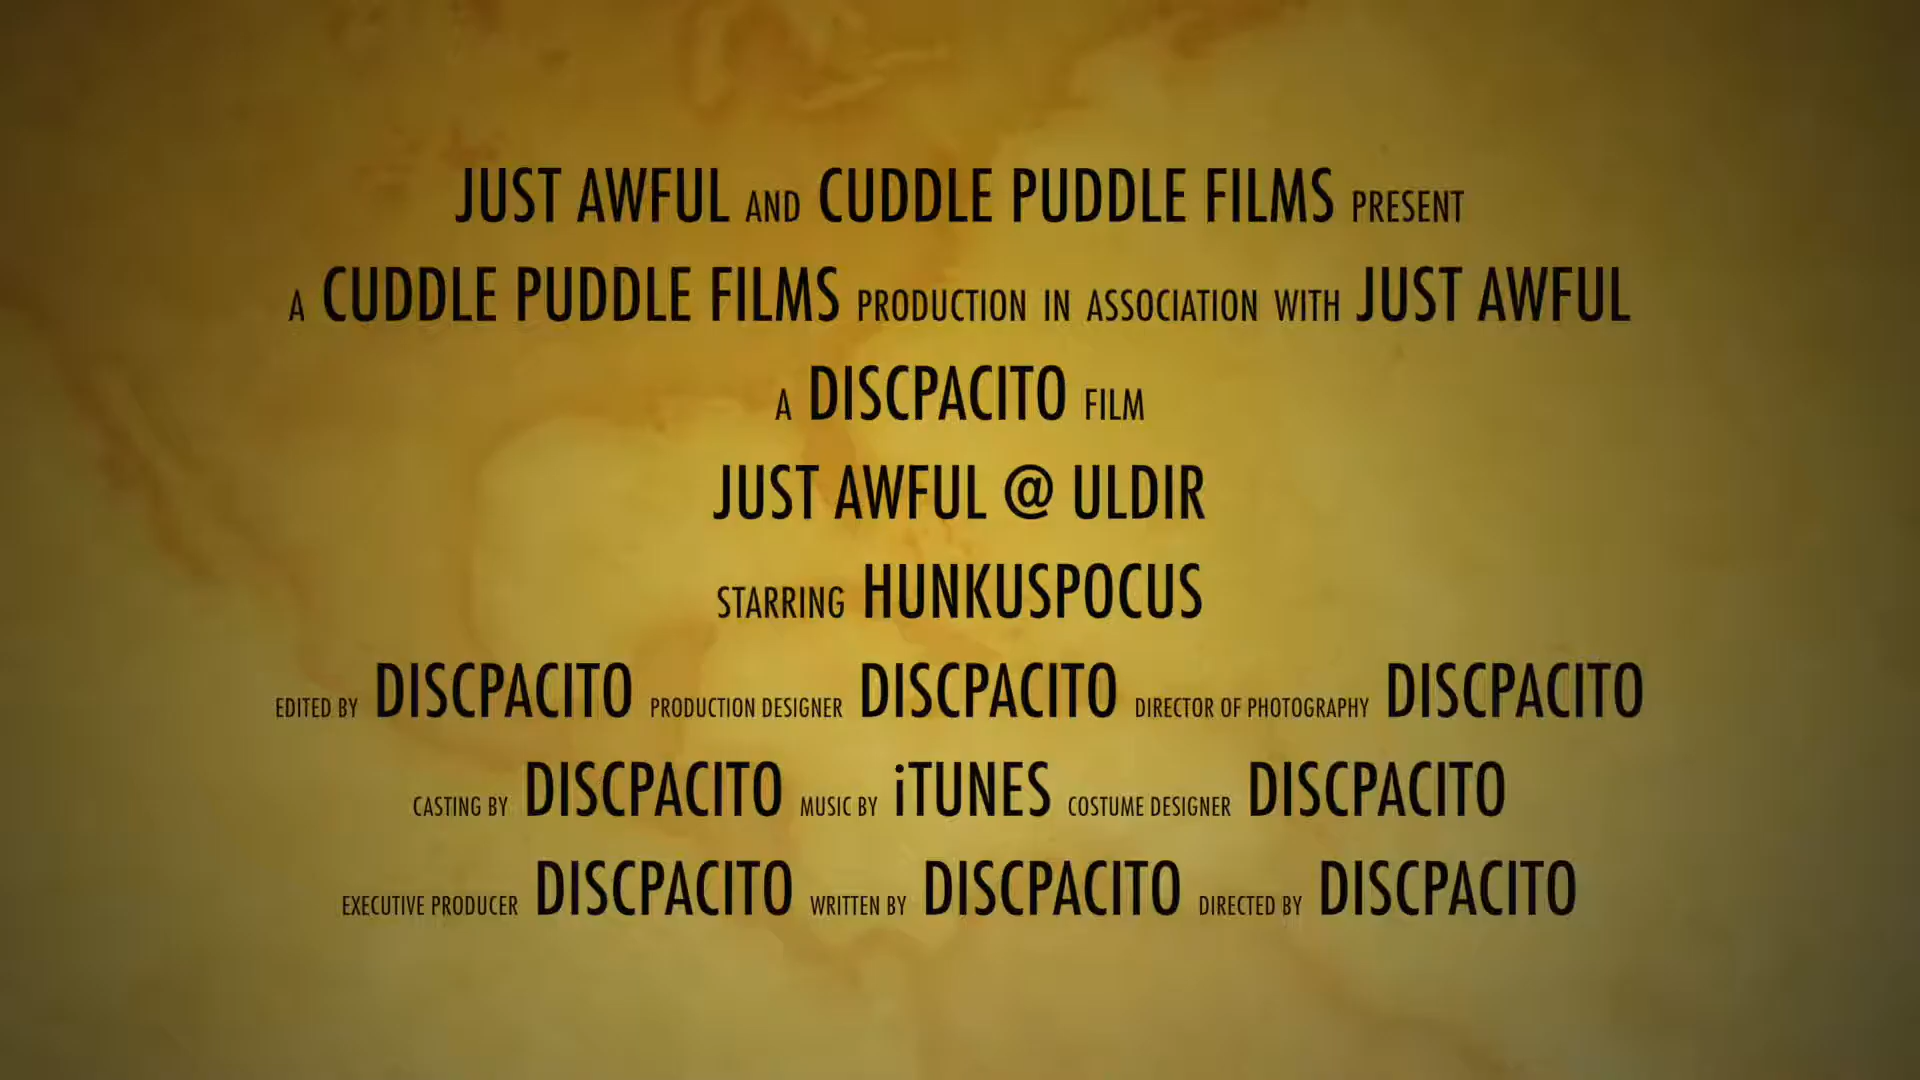 JUST AWFUL AND CUDDLE PUDDLE FILMS PRESENT
A CUDDLE PUDDLE FILMS PRODUCTION IN ASSOCIATION WITH JUST AWFUL
A DISCPACITO FILM
JUST AWFUL @ ULDIR
STARRING HUNKUSPOCUS
EDITED BY DISCPACITO PRODUCTION DESIGNER DISCPACITO DIRECTOR OF PHOTOGRAPHY DISCPACITO
CASTING BY DISCPACITO MUSIC BY iTUNES COSTUME DESIGNER DISCPACITO
EXECUTIVE PRODUCER DISCPACITO WRITTEN BY DISCPACITO DIRECTED BY DISCPACITO